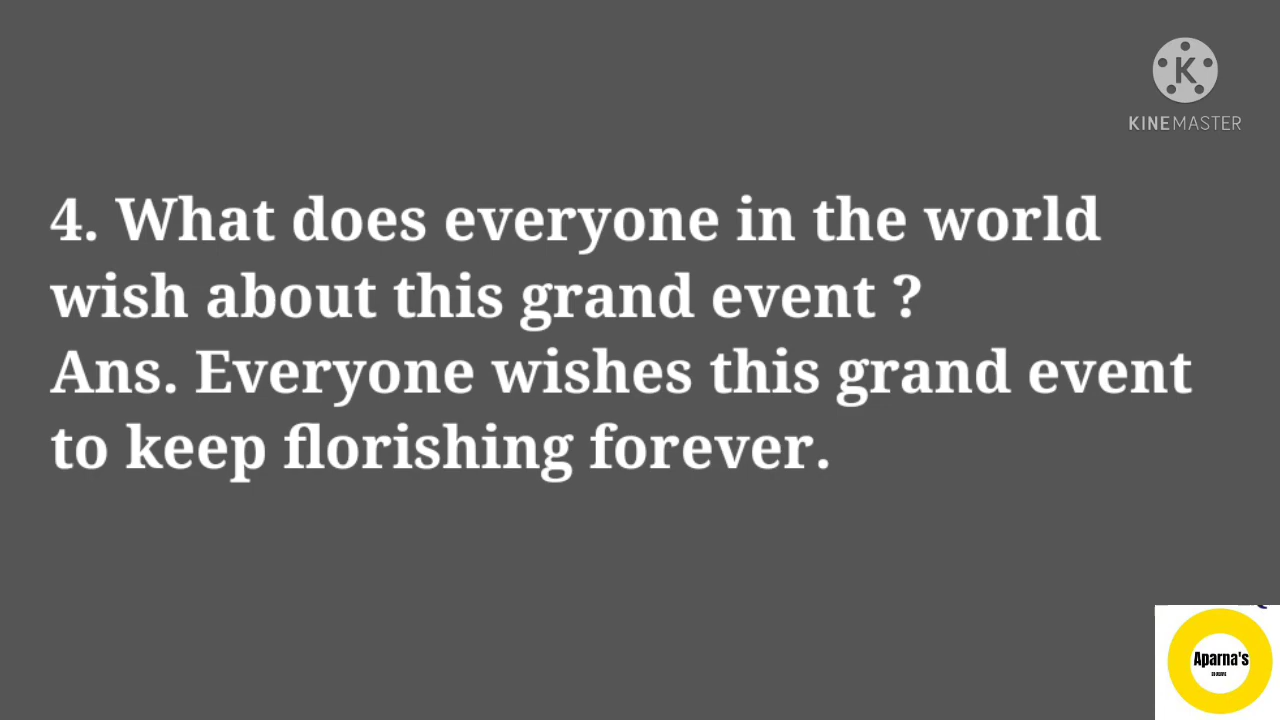 KINEMASTER
4. What does everyone in the world
wish about this grand event ?
Ans. Everyone wishes this grand event
to keep florishing forever.
Aparna's